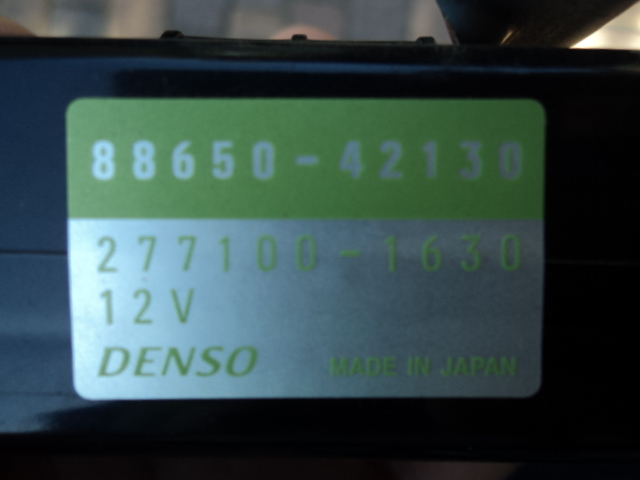 88650-42130
277100-1630
12V
DENSO
MADE IN JAPAN